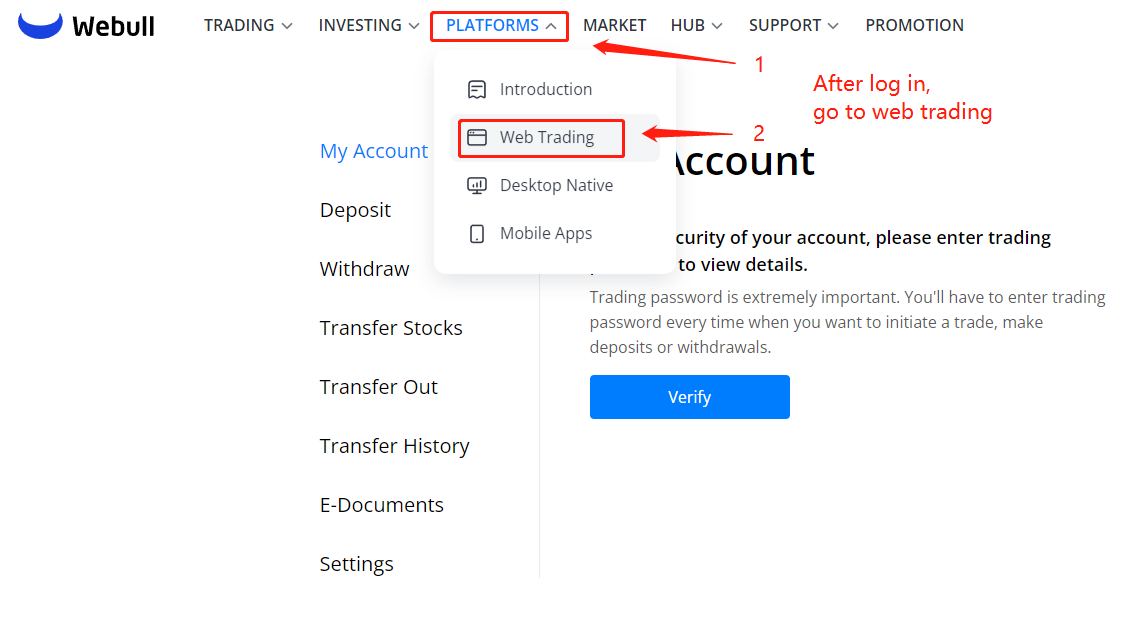 Webull
TRADING
INVESTING
PLATFORMS
MARKET
HUB
SUPPORT
PROMOTION
1
After log in,
go to web trading
Introduction
Web Trading
2
Desktop Native
Mobile Apps
My Account
Deposit
Withdraw
Transfer Stocks
Transfer Out
Transfer History
E-Documents
Settings
Account
curity of your account, please enter trading
to view details.
Trading password is extremely important. You'll have to enter trading
password every time when you want to initiate a trade, make
deposits or withdrawals.
Verify